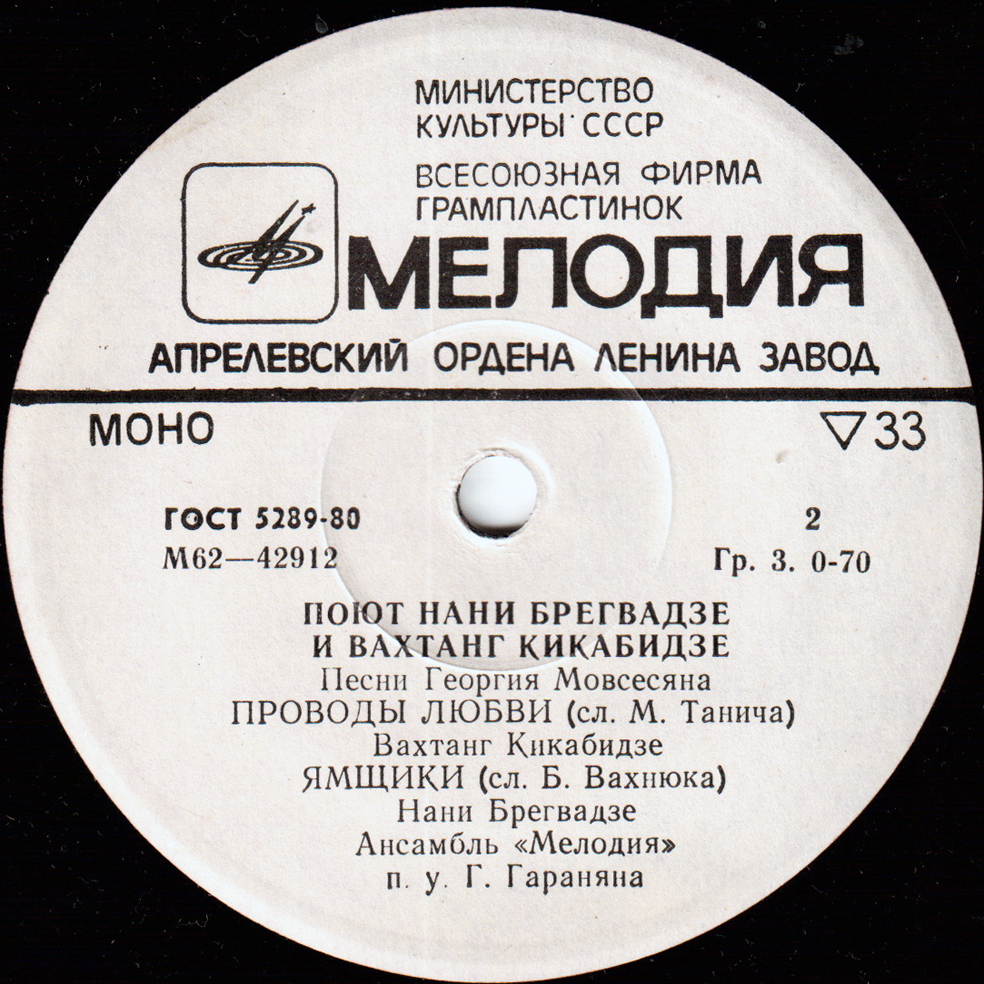 МИНИСТЕРСТВО
КУЛЬТУРЫ СССР
ВСЕСОЮЗНАЯ ФИРМА
ГРАМПЛАСТИНОК
МЕЛОДИЯ
АПРЕЛЕВСКИЙ ОРДЕНА ЛЕНИНА ЗАВОД
МОНО ▽33
ГОСТ 5289-80 2
М62—42912 Гр. 3. 0-70
ПОЮТ НАНИ БРЕГВАДЗЕ
И ВАХТАНГ КИКАБИДЗЕ
Песни Георгия Мовсесяна
ПРОВОДЫ ЛЮБВИ (сл. М. Танича)
Вахтанг Кикабидзе
ЯМЩИКИ (сл. Б. Вахнюка)
Нани Брегвадзе
Ансамбль «Мелодия»
п. у. Г. Гараняна